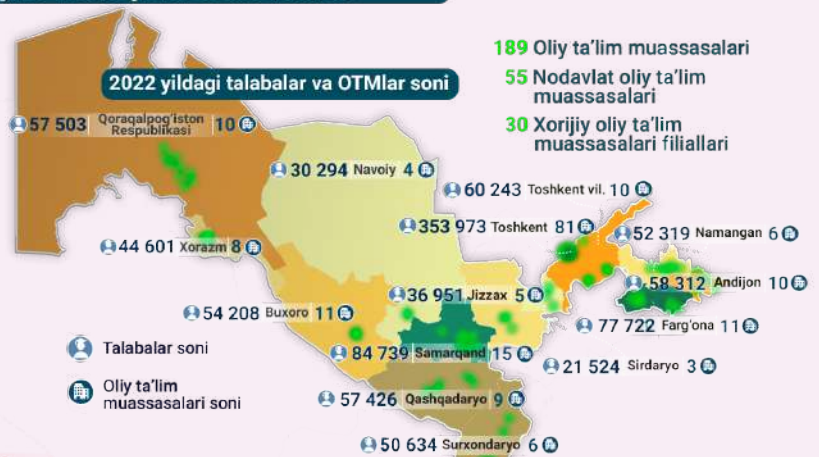 2022 yildagi talabalar va OTMlar soni
189 Oliy ta'lim muassasalari
55 Nodavlat oliy ta'lim
muassasalari
30 Xorijiy oliy ta'lim
muassasalari filiallari
57 503 Qoraqalpog'iston
Respublikasi 10
30 294 Navoiy 4
60 243 Toshkent vil. 10
353 973 Toshkent 81
52 319 Namangan 6
44 601 Xorazm 8
58 312 Andijon 10
36 951 Jizzax 5
54 208 Buxoro 11
77 722 Farg'ona 11
84 739 Samarqand 15
21 524 Sirdaryo 3
57 426 Qashqadaryo 9
50 634 Surxondaryo 6
Talabalar soni
Oliy ta'lim
muassasalari soni